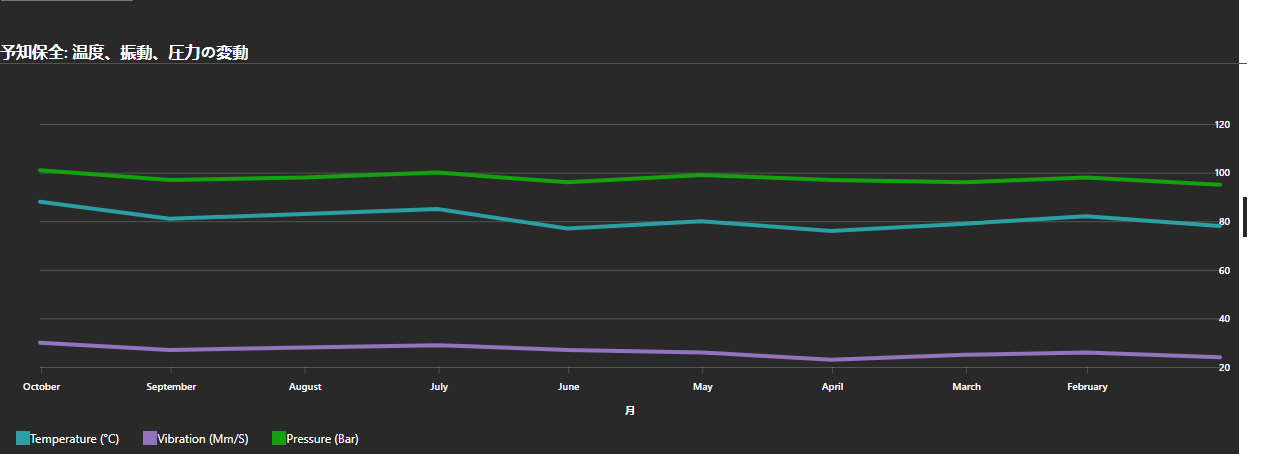 予知保全: 温度、振動、圧力の変動
120
100
80
60
40
20
October September August July June May April March February
月
Temperature (°C) Vibration (Mm/S) Pressure (Bar)